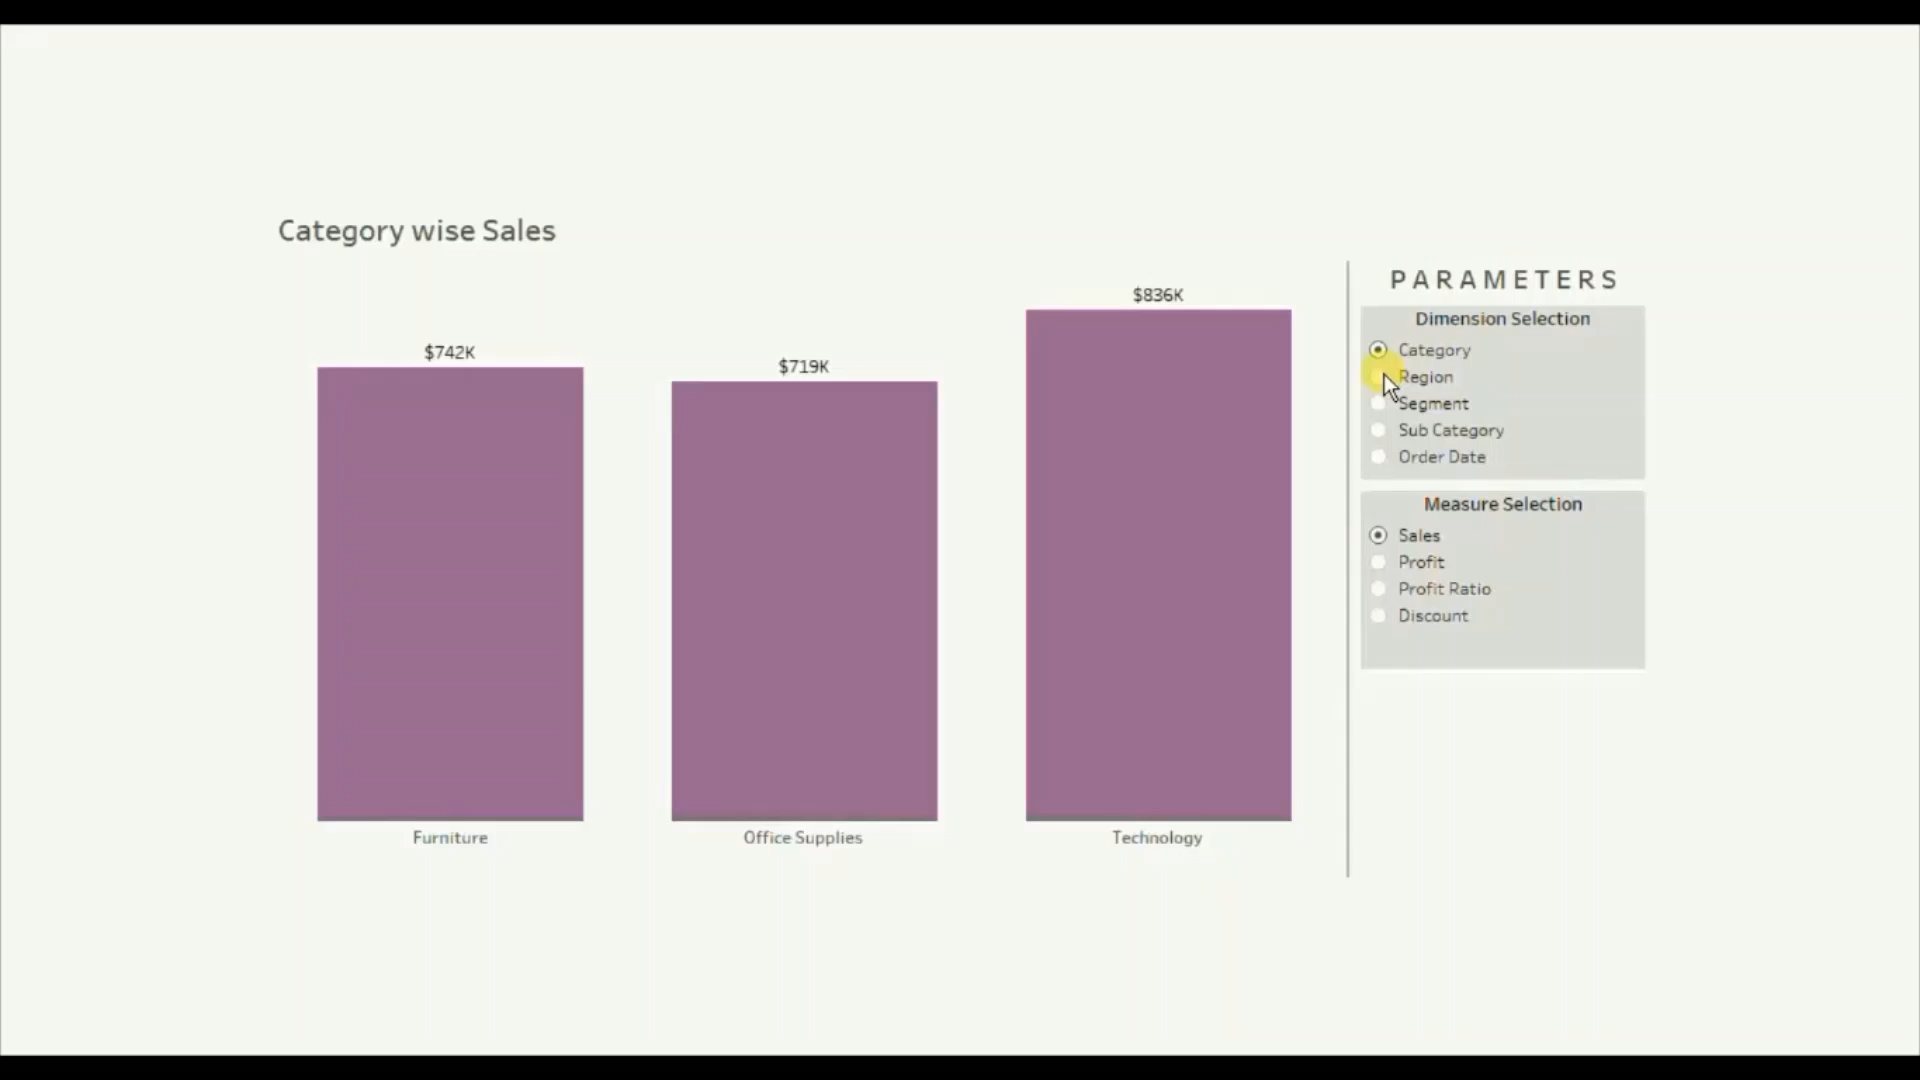 Category wise Sales
$742K
$719K
$836K
Furniture
Office Supplies
Technology
PARAMETERS
Dimension Selection
Category
Region
Segment
Sub Category
Order Date
Measure Selection
Sales
Profit
Profit Ratio
Discount